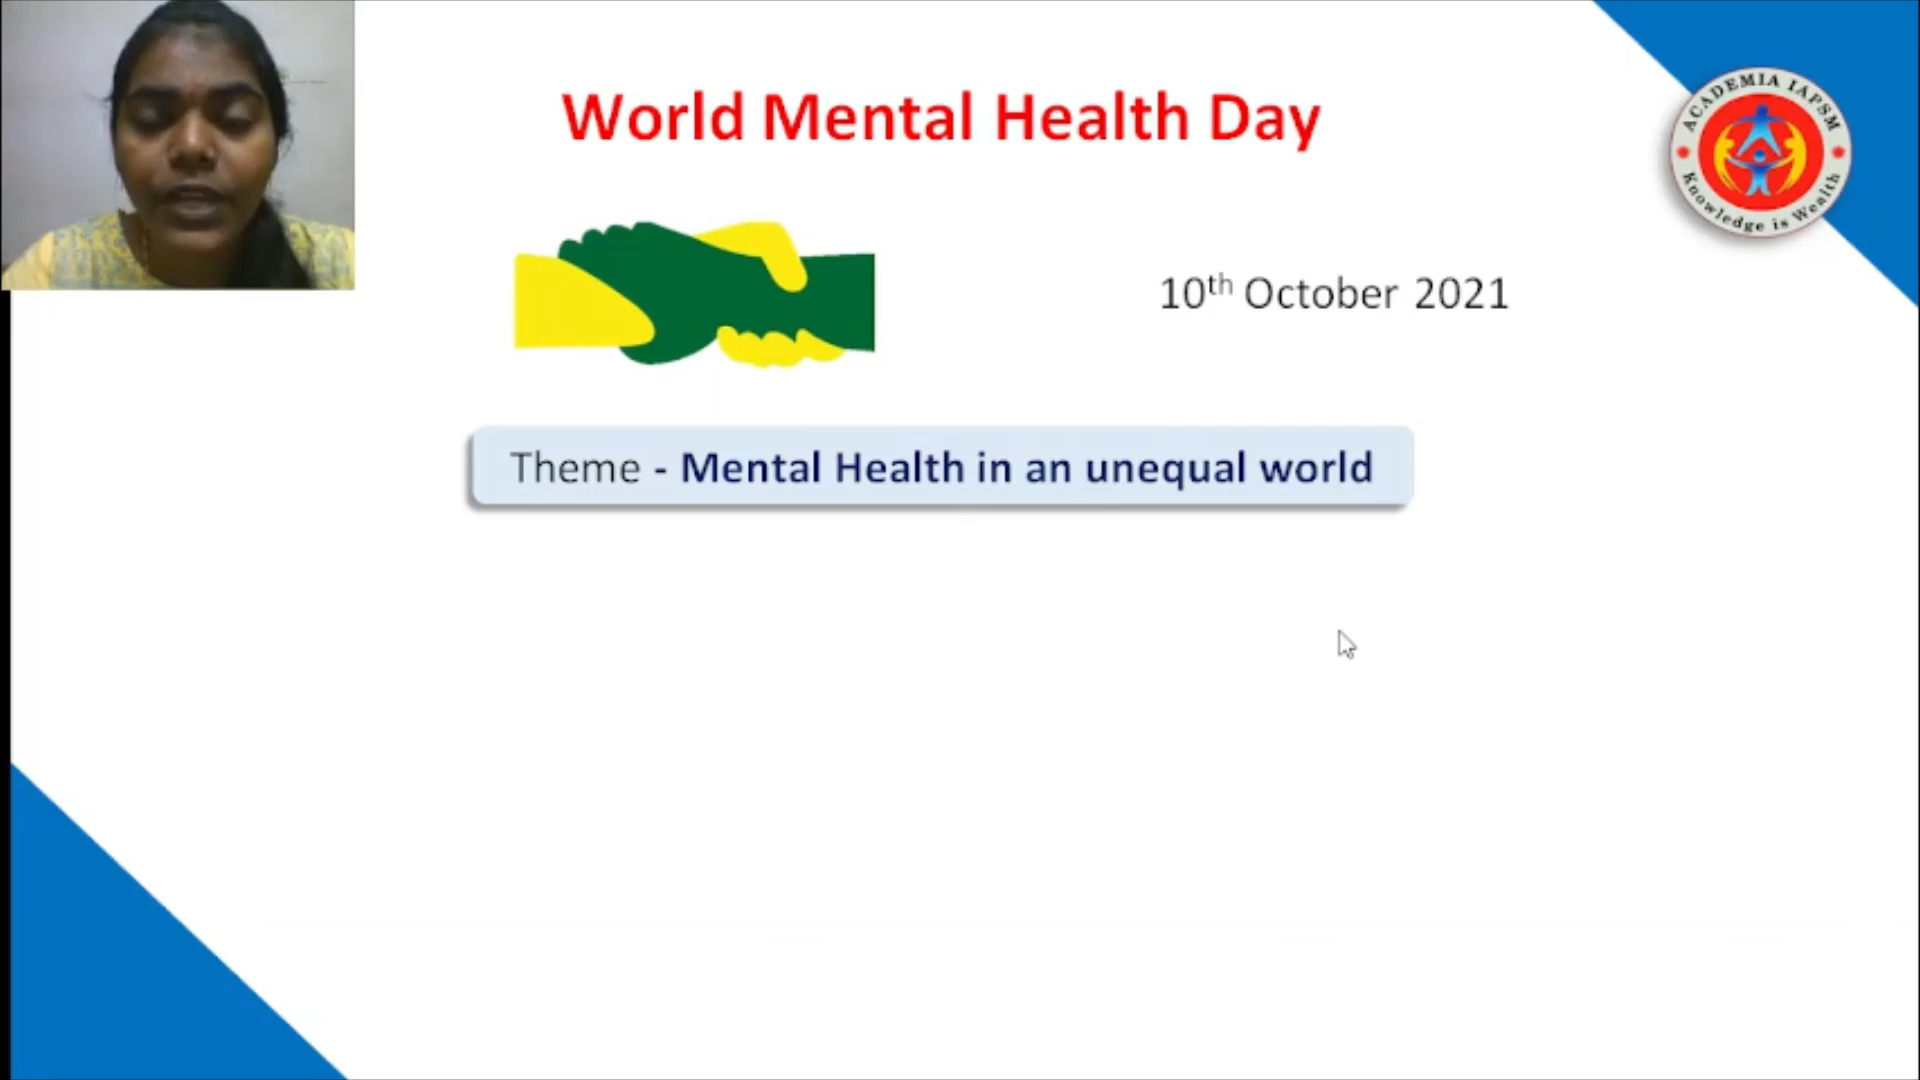 World Mental Health Day
ACADEMIA IAPSM
Knowledge is Wealth
10th October 2021
Theme - Mental Health in an unequal world